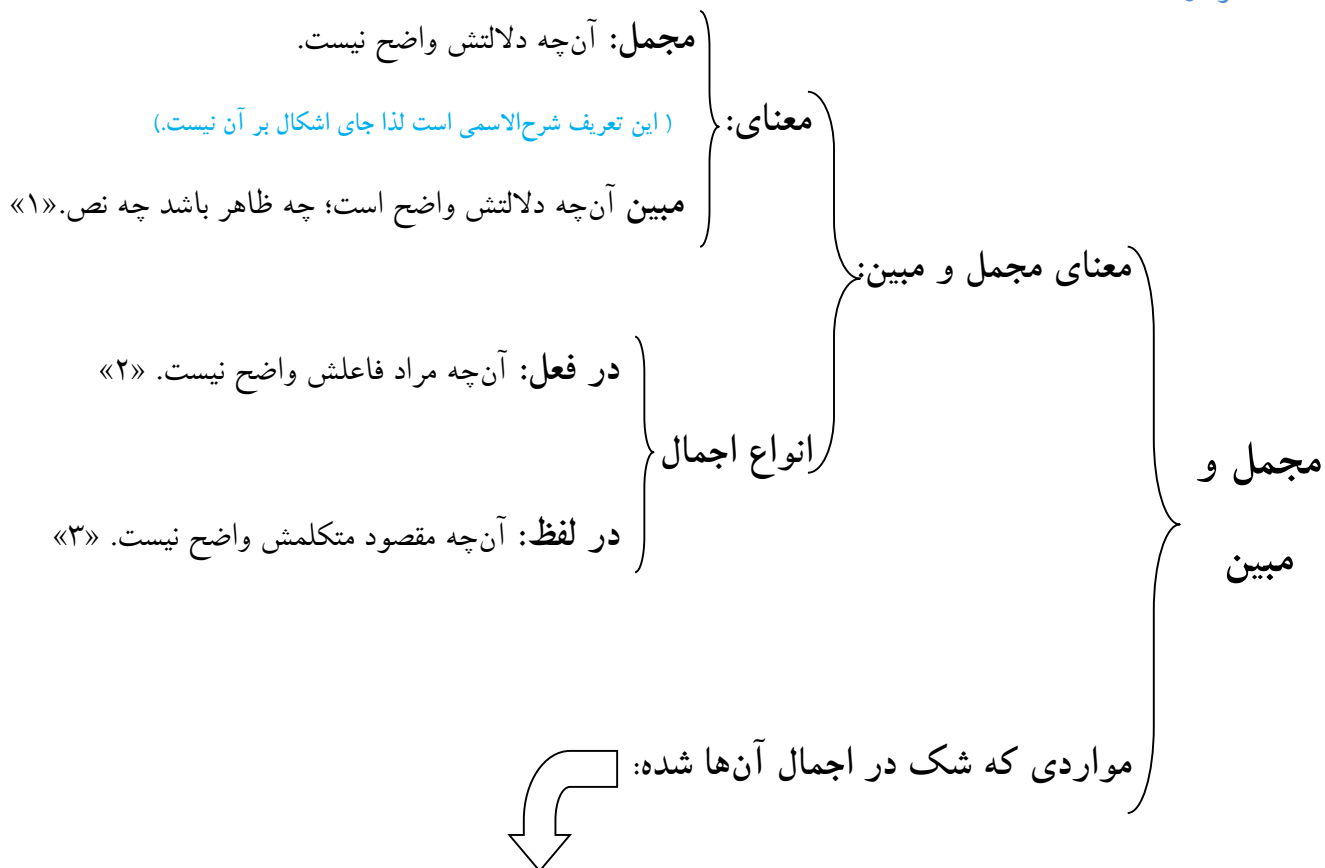 مجمل: آن‌چه دلالتش واضح نیست.
معنای:
( این تعریف شرح‌الاسمی است لذا جای اشکال بر آن نیست.)
مبین آن‌چه دلالتش واضح است؛ چه ظاهر باشد چه نص.«۱»
معنای مجمل و مبین:
در فعل: آن‌چه مراد فاعلش واضح نیست. «۲»
انواع اجمال
در لفظ: آن‌چه مقصود متکلمش واضح نیست. «۳»
مجمل و
مبین
مواردی که شک در اجمال آن‌ها شده: